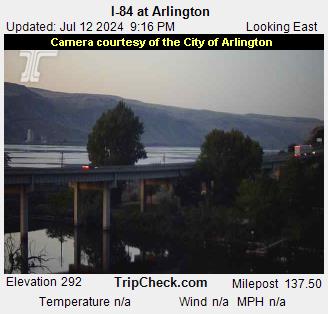 I-84 at Arlington
Updated: Jul 12 2024 9:16 PM Looking East
Camera courtesy of the City of Arlington
Elevation 292 TripCheck.com Milepost 137.50
Temperature n/a Wind n/a MPH n/a